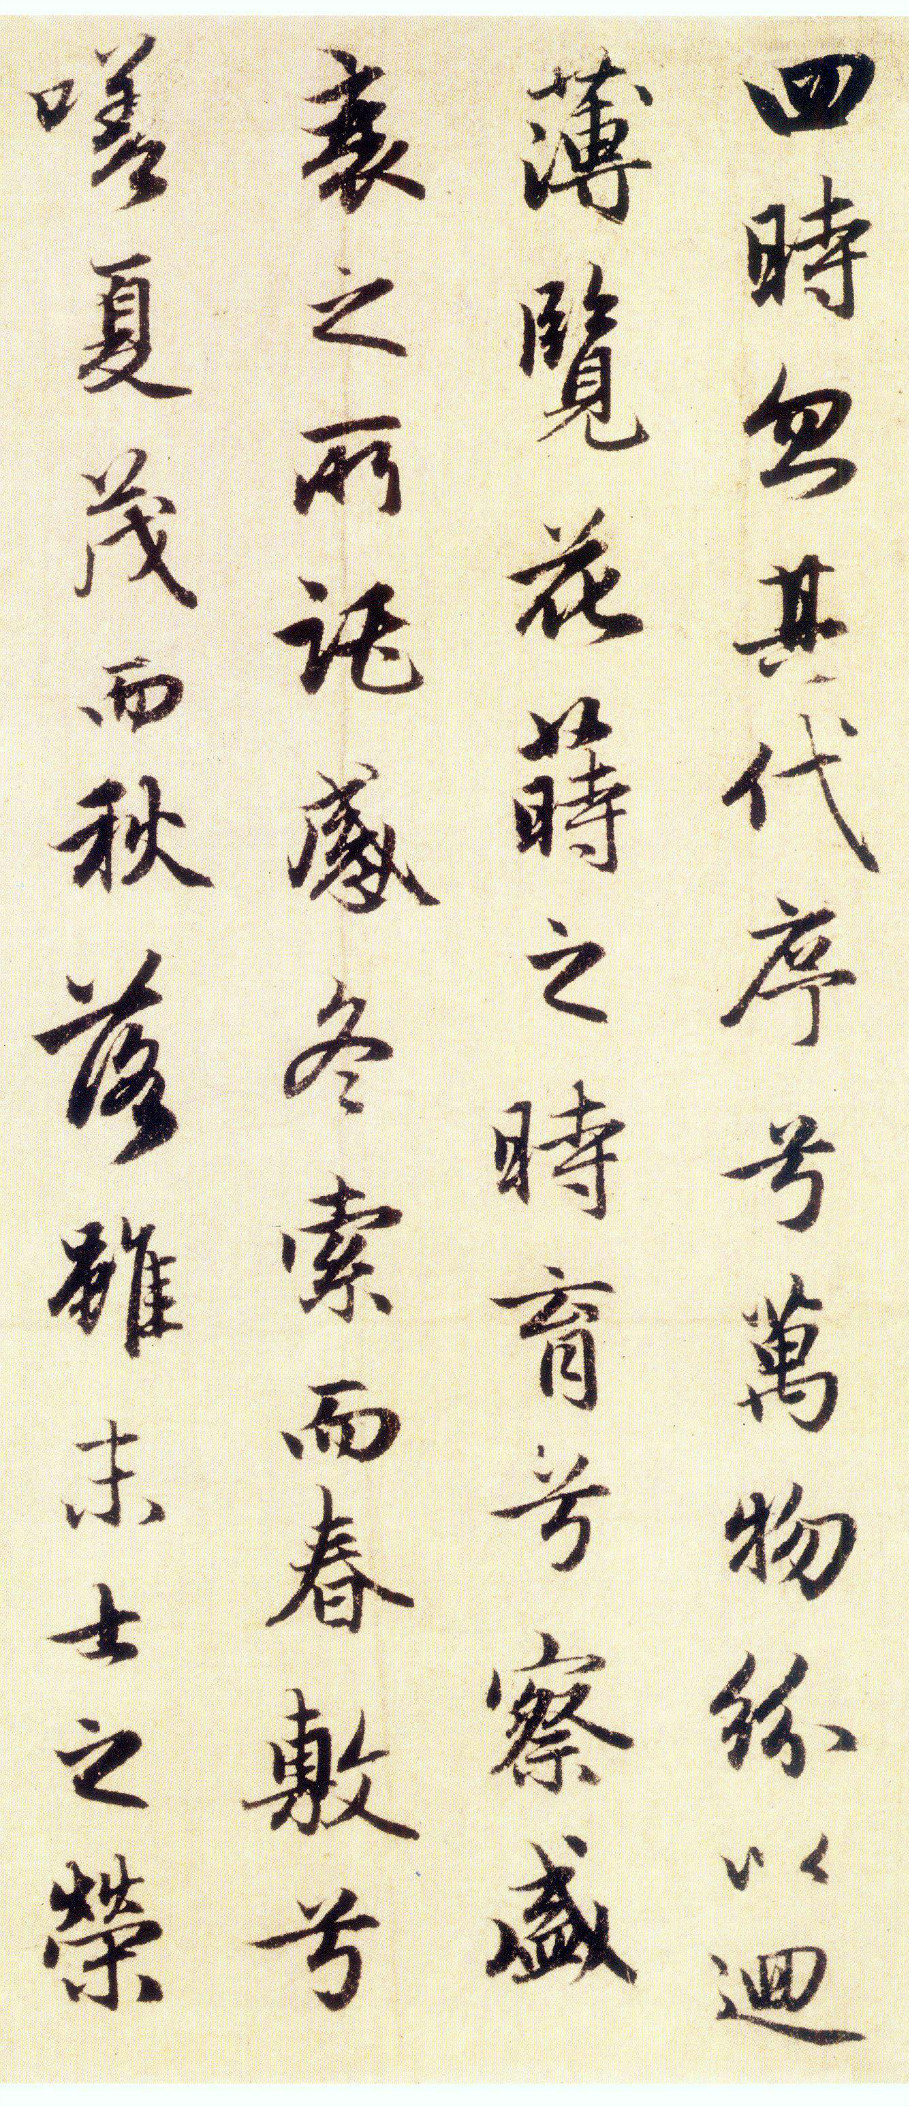 四時忽其代序兮萬物紛以迴
薄覽花蒔之時育兮察盛
衰之所託感冬索而春敷兮
嗟夏茂而秋落雖末士之榮